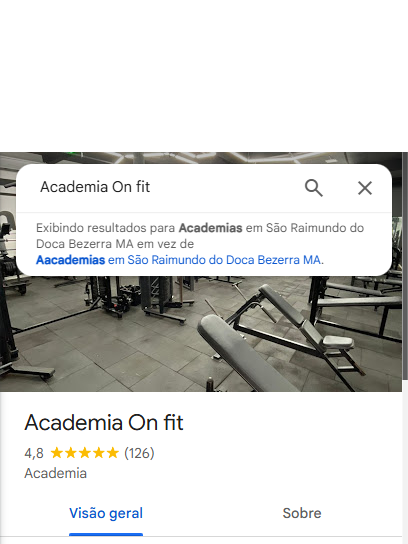 Academia On fit
Exibindo resultados para Academias em São Raimundo do
Doca Bezerra MA em vez de
Aacademias em São Raimundo do Doca Bezerra MA.
Academia On fit
4,8 ★★★★★ (126)
Academia
Visão geral Sobre